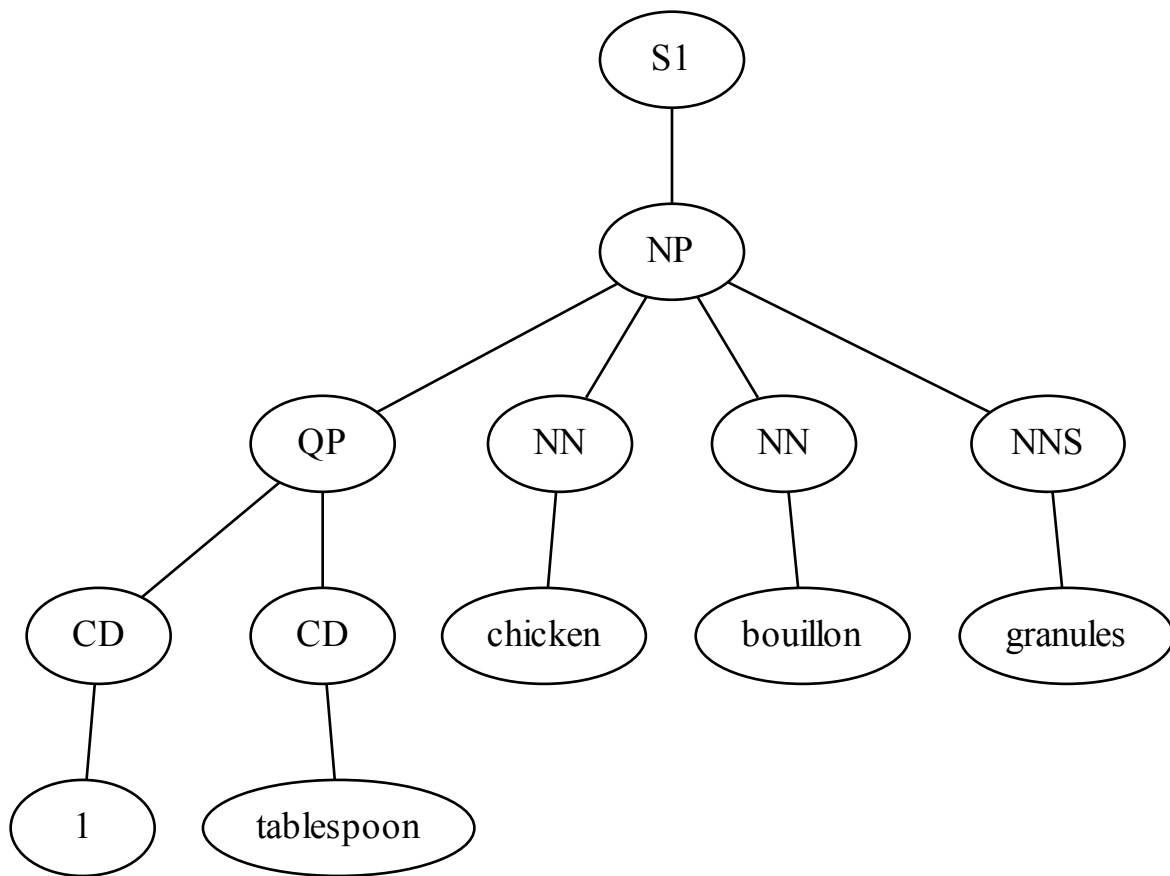 S1
NP
QP NN NN NNS
CD CD chicken bouillon granules
1 tablespoon